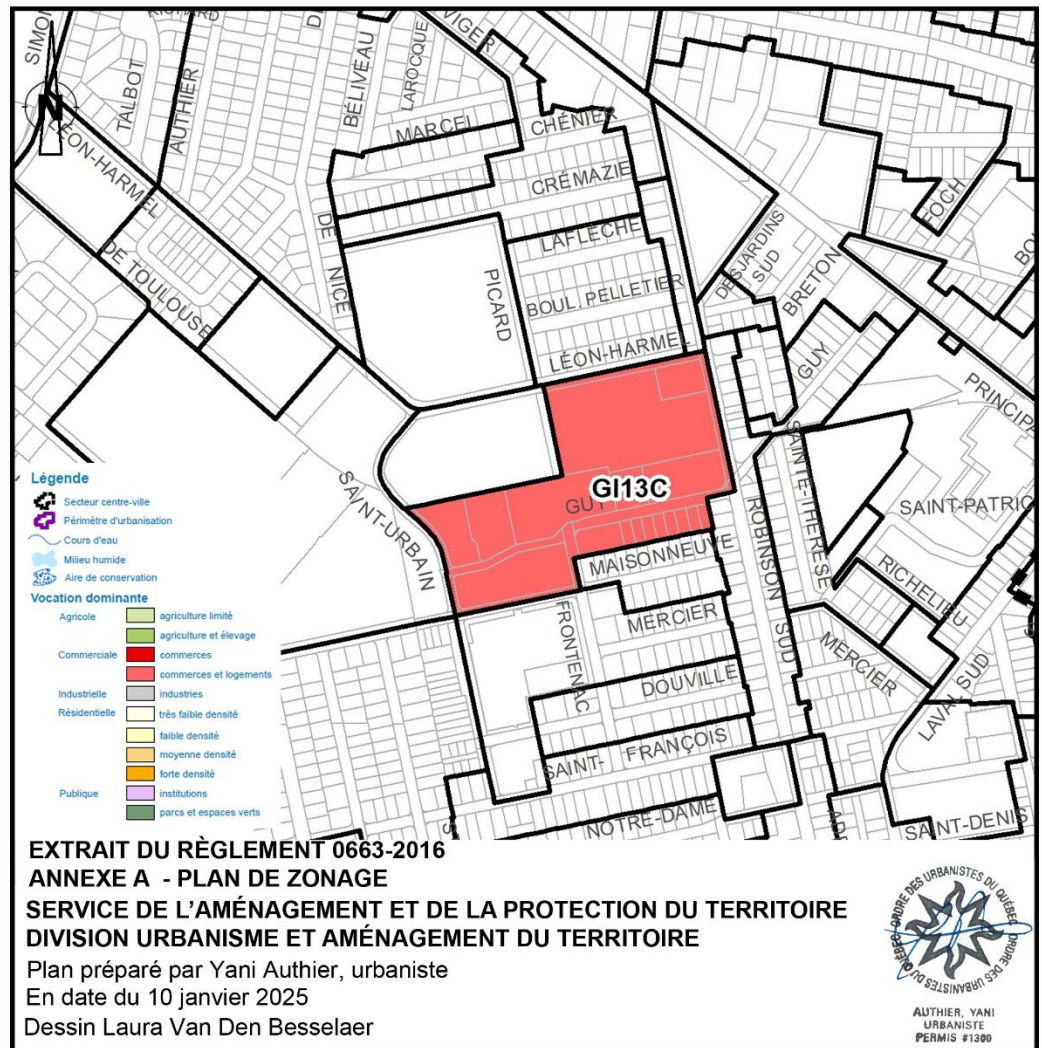 SIMON
TALBOT
AUTHIER
BÉLIVEAU
LAROCQUE
VIGER
N
LÉON-HARMEL
MARCEL
CHÉNIER
CRÉMAZIE
LAFLÈCHE
FOCH
DE TOULOUSE
DE NICE
PICARD
BOUL. PELLETIER
DESJARDINS SUD
BRETON
LÉON-HARMEL
GUY
PRINCIPA
SAINT-URBAIN
GUY
GI13C
ROBINSON SUD
SAINTE-THÉRÈSE
SAINT-PATRIC
MAISONNEUVE
RICHELIEU
FRONTENAC
MERCIER
MERCIER
DOUVILLE
LAVAL SUD
SAINT-FRANÇOIS
NOTRE-DAME
SAINT-DENIS
Légende
Secteur centre-ville
Périmètre d'urbanisation
Cours d'eau
Milieu humide
Aire de conservation
Vocation dominante
Agricole agriculture limité
agriculture et élevage
Commerciale commerces
commerces et logements
Industrielle industries
Résidentielle très faible densité
faible densité
moyenne densité
forte densité
Publique institutions
parcs et espaces verts
EXTRAIT DU RÈGLEMENT 0663-2016
ANNEXE A - PLAN DE ZONAGE
SERVICE DE L'AMÉNAGEMENT ET DE LA PROTECTION DU TERRITOIRE
DIVISION URBANISME ET AMÉNAGEMENT DU TERRITOIRE
Plan préparé par Yani Authier, urbaniste
En date du 10 janvier 2025
Dessin Laura Van Den Besselaer
ORDRE DES URBANISTES DU QUÉBEC
ORDRE DES URBANISTES DU QUÉBEC
AUTHIER, YANI
URBANISTE
PERMIS #1300